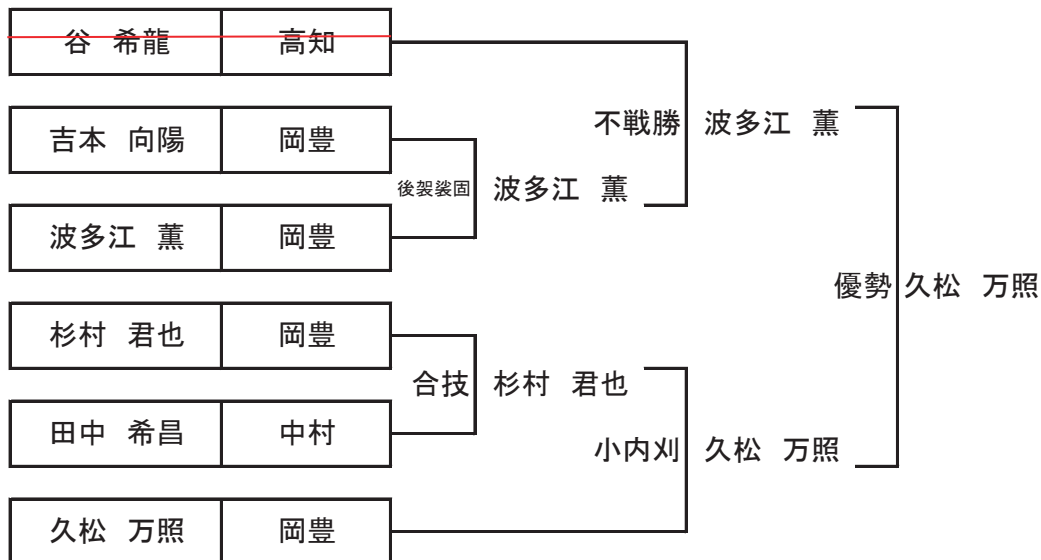 谷 希龍 高知
不戦勝 波多江 薫
吉本 向陽 岡豊
後袈裟固 波多江 薫
波多江 薫 岡豊
優勢 久松 万照
杉村 君也 岡豊
合技 杉村 君也
田中 希昌 中村
小内刈 久松 万照
久松 万照 岡豊